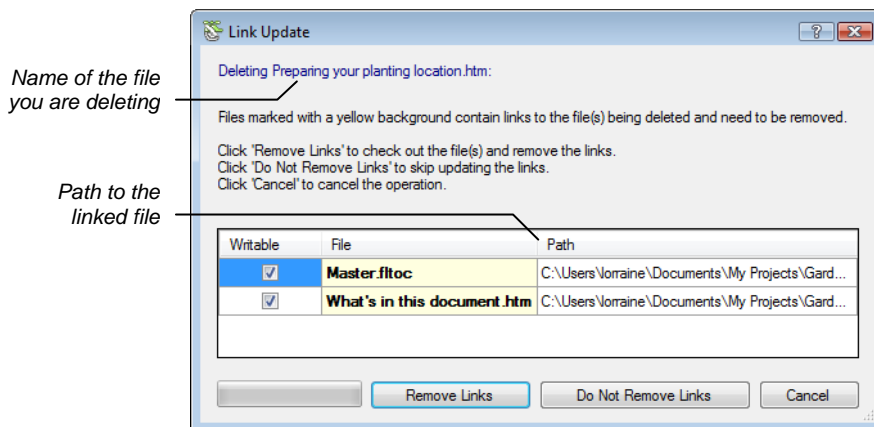 Link Update
Deleting Preparing your planting location.htm:
Name of the file
you are deleting
Files marked with a yellow background contain links to the file(s) being deleted and need to be removed.
Click 'Remove Links' to check out the file(s) and remove the links.
Click 'Do Not Remove Links' to skip updating the links.
Click 'Cancel' to cancel the operation.
Path to the
linked file
Writable File Path
Master.fltoc C:\Users\lorraine\Documents\My Projects\Gard...
What's in this document.htm C:\Users\lorraine\Documents\My Projects\Gard...
Remove Links Do Not Remove Links Cancel